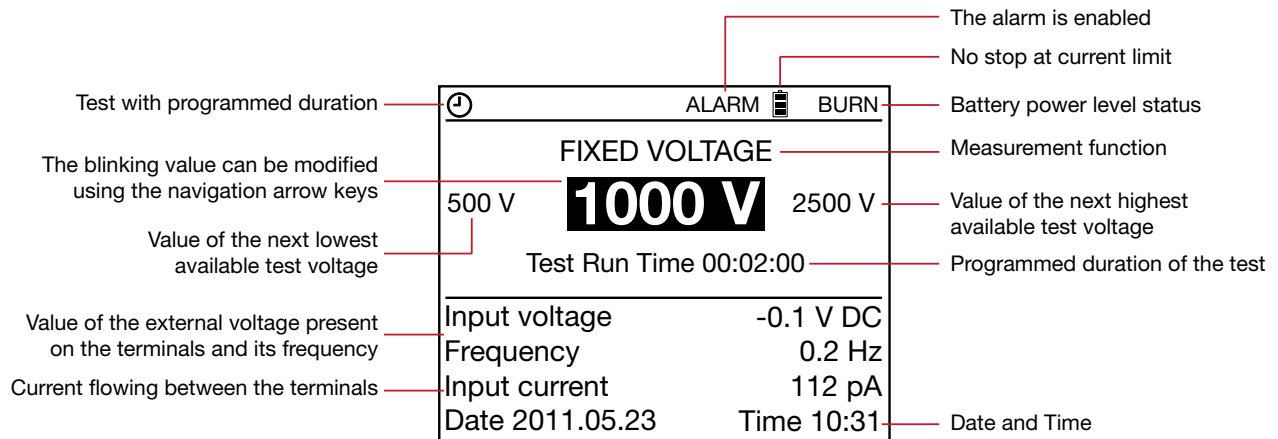 The alarm is enabled
No stop at current limit
Test with programmed duration
ALARM BURN
Battery power level status
FIXED VOLTAGE
Measurement function
The blinking value can be modified
using the navigation arrow keys
500 V 1000 V 2500 V
Value of the next highest
available test voltage
Value of the next lowest
available test voltage
Test Run Time 00:02:00
Programmed duration of the test
Input voltage -0.1 V DC
Value of the external voltage present
on the terminals and its frequency
Frequency 0.2 Hz
Current flowing between the terminals
Input current 112 pA
Date 2011.05.23 Time 10:31
Date and Time